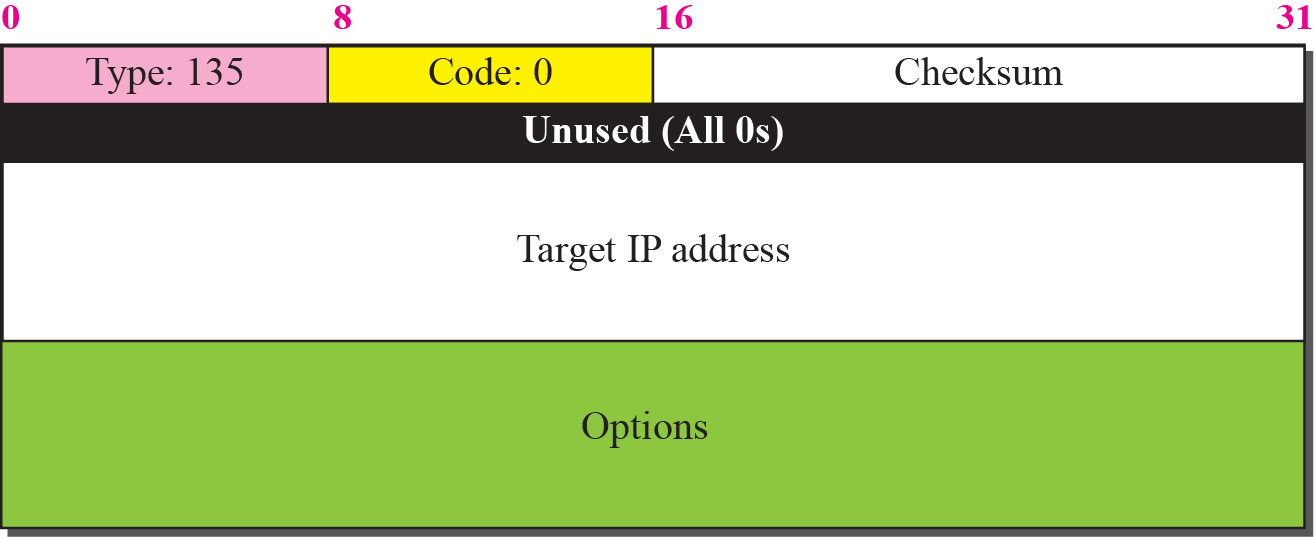 0 8 16 31
Type: 135 Code: 0 Checksum
Unused (All 0s)
Target IP address
Options